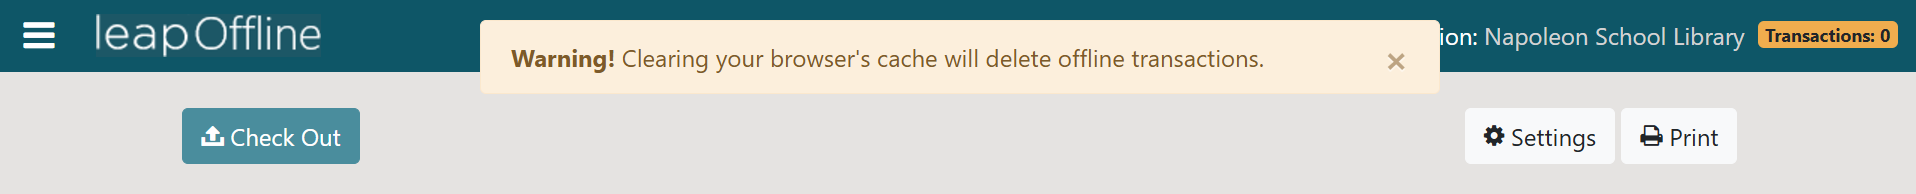 leapOffline
Warning! Clearing your browser's cache will delete offline transactions. ×
ion: Napoleon School Library
Transactions: 0
Check Out
Settings
Print